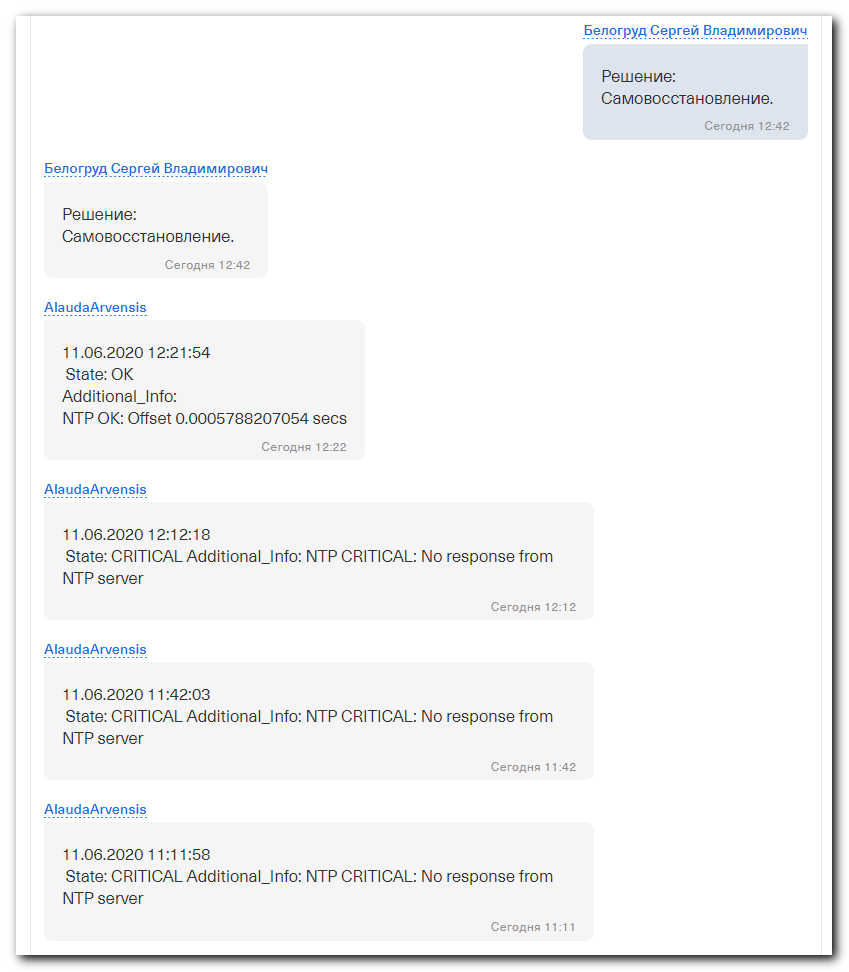 Белогруд Сергей Владимирович
Решение:
Самовосстановление.
Сегодня 12:42
Белогруд Сергей Владимирович
Решение:
Самовосстановление.
Сегодня 12:42
AlaudaArvensis
11.06.2020 12:21:54
State: OK
Additional_Info:
NTP OK: Offset 0.0005788207054 secs
Сегодня 12:22
AlaudaArvensis
11.06.2020 12:12:18
State: CRITICAL Additional_Info: NTP CRITICAL: No response from
NTP server
Сегодня 12:12
AlaudaArvensis
11.06.2020 11:42:03
State: CRITICAL Additional_Info: NTP CRITICAL: No response from
NTP server
Сегодня 11:42
AlaudaArvensis
11.06.2020 11:11:58
State: CRITICAL Additional_Info: NTP CRITICAL: No response from
NTP server
Сегодня 11:11